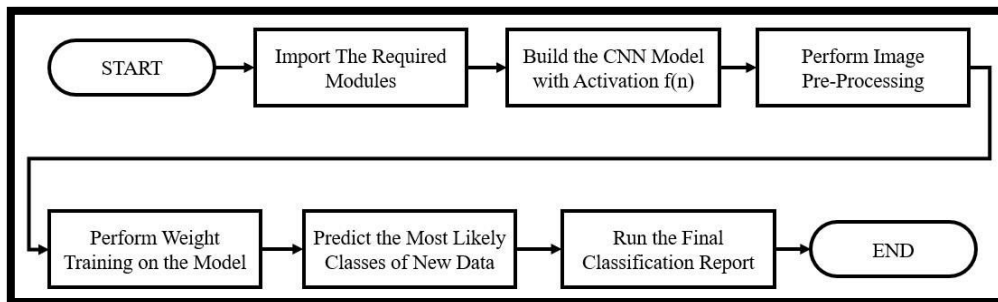 START
Import The Required
Modules
Build the CNN Model
with Activation f(n)
Perform Image
Pre-Processing
Perform Weight
Training on the Model
Predict the Most Likely
Classes of New Data
Run the Final
Classification Report
END